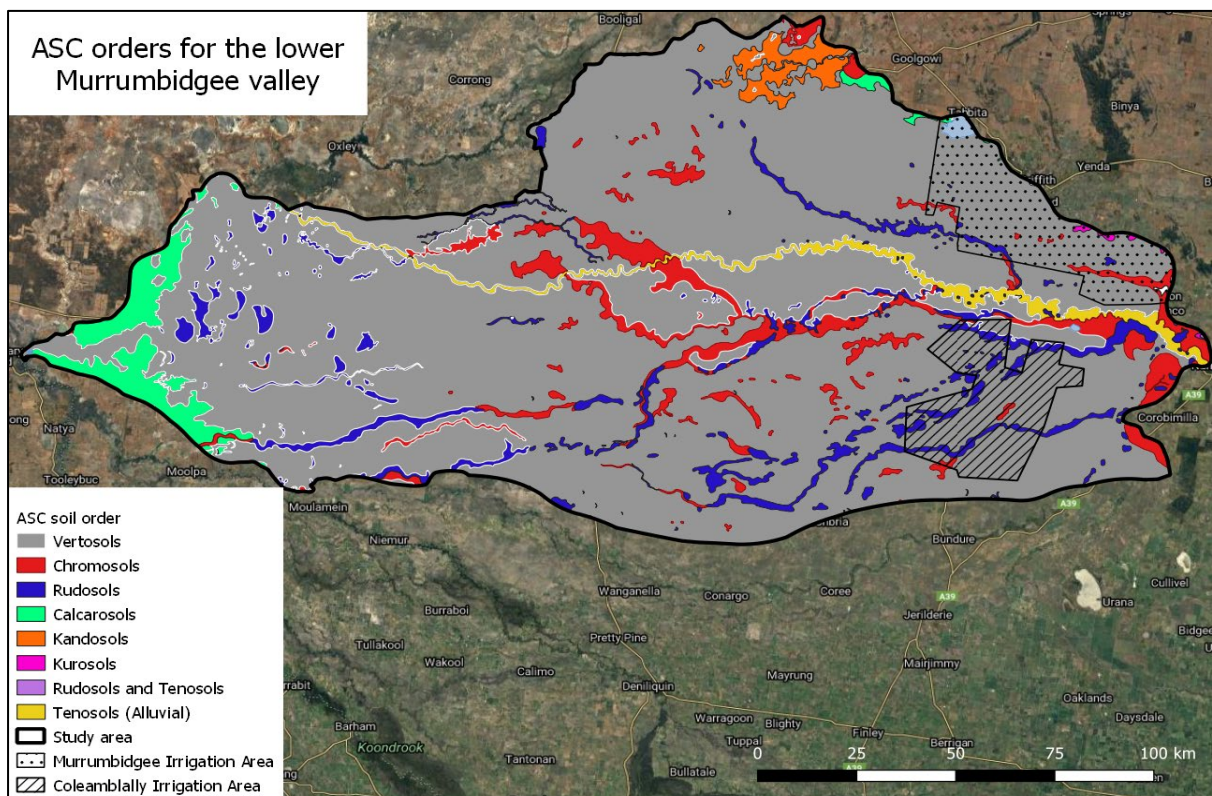 ASC orders for the lower
Murrumbidgee valley
Booligal
Springs
Goolgowi
Corrong
Binya
Tabbita
Oxley
Yenda
Griffith
A39
Corobimilla
Natya
Tooleybuc
Moolpa
Moulamein
Bundure
Niemur
Wanganella
Conargo
Coree
A39
Cullivel
Urana
Burraboi
Jerilderie
Tullakool
Pretty Pine
Mairjimmy
Wakool
Calimo
Mayrung
Deniliquin
Oaklands
Barham
Warragoon
Blighty
Finley
Daysdale
Koondrook
Tuppal
Berrigan
Tantonan
Bullatale
A39
ASC soil order
Vertosols
Chromosols
Rudosols
Calcarosols
Kandosols
Kurosols
Rudosols and Tenosols
Tenosols (Alluvial)
Study area
Murrumbidgee Irrigation Area
Coleamblally Irrigation Area
0 25 50 75 100 km